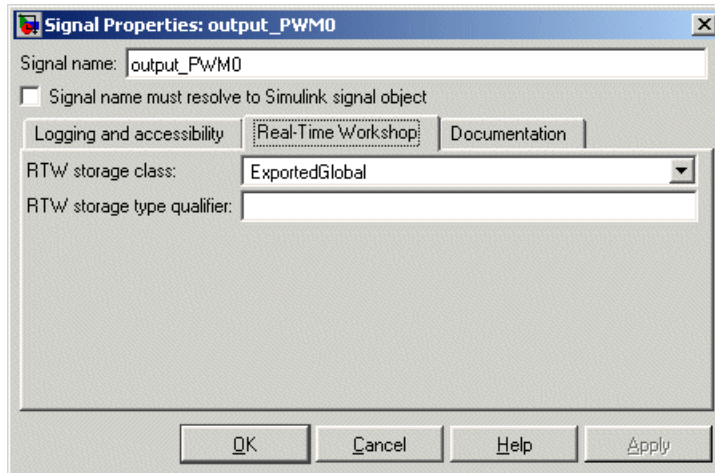 Signal Properties: output_PWM0
Signal name: output_PWM0
Signal name must resolve to Simulink signal object
Logging and accessibility Real-Time Workshop Documentation
RTW storage class: ExportedGlobal
RTW storage type qualifier:
OK Cancel Help Apply